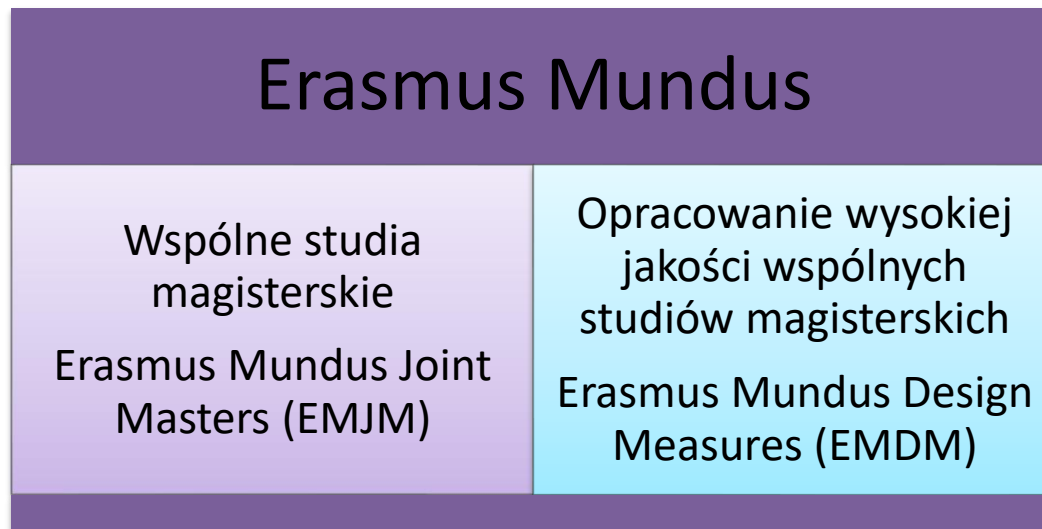 Erasmus Mundus
Wspólne studia
magisterskie
Erasmus Mundus Joint
Masters (EMJM)
Opracowanie wysokiej
jakości wspólnych
studiów magisterskich
Erasmus Mundus Design
Measures (EMDM)